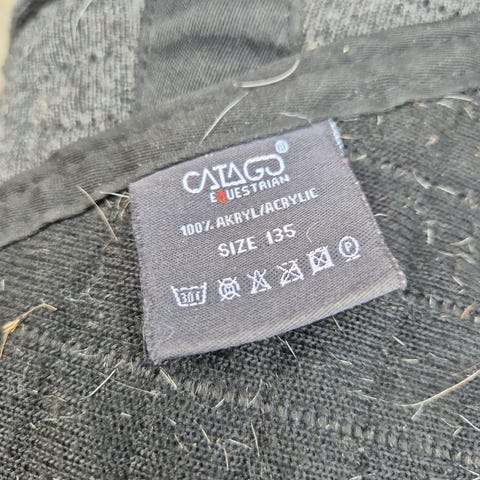 CATAGO
EQUESTRIAN
100% AKRYL/ACRYLIC
SIZE 135
30
P